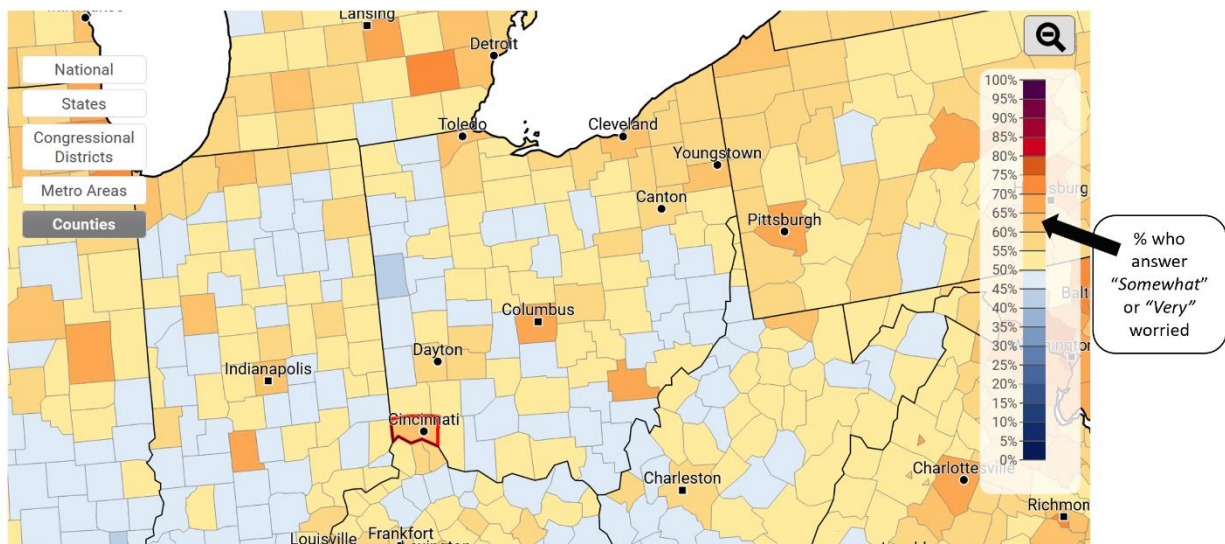 Lansing
Detroit
National
States
Congressional
Districts
Metro Areas
Counties
Toledo
Cleveland
Youngstown
Canton
Pittsburgh
Columbus
Dayton
Indianapolis
Cincinnati
Charleston
Charlottesville
Richmon
Louisville
Frankfort
100%
95%
90%
85%
80%
75%
70%
65%
60%
55%
50%
45%
40%
35%
30%
25%
20%
15%
10%
5%
0%
% who
answer
“Somewhat”
or “Very”
worried